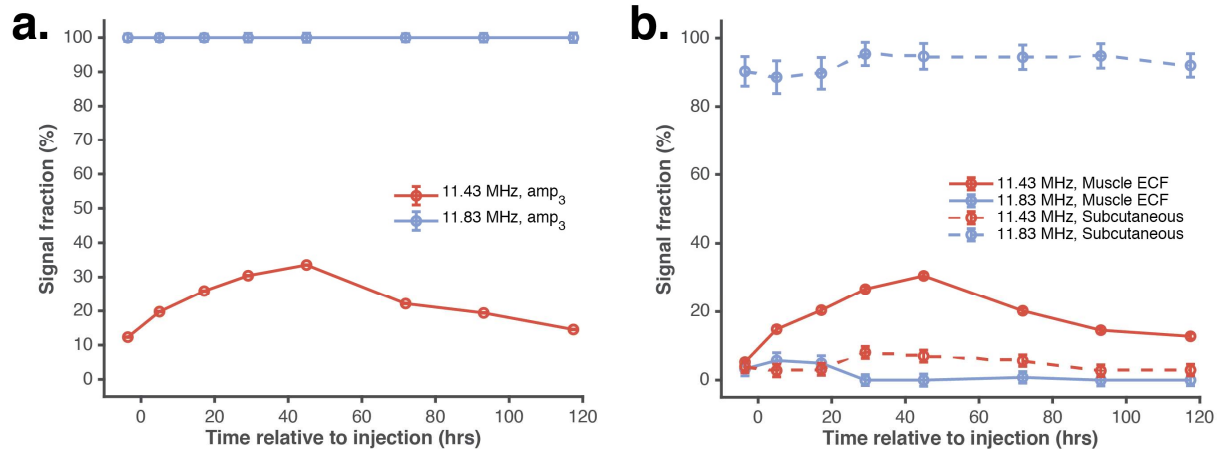 a.
100
90
80
70
60
50
40
30
20
10
0
Signal fraction (%)
11.43 MHz, amp3
11.83 MHz, amp3
0 20 40 60 80 100 120
Time relative to injection (hrs)
b.
100
80
60
40
20
0
Signal fraction (%)
11.43 MHz, Muscle ECF
11.83 MHz, Muscle ECF
11.43 MHz, Subcutaneous
11.83 MHz, Subcutaneous
0 20 40 60 80 100 120
Time relative to injection (hrs)